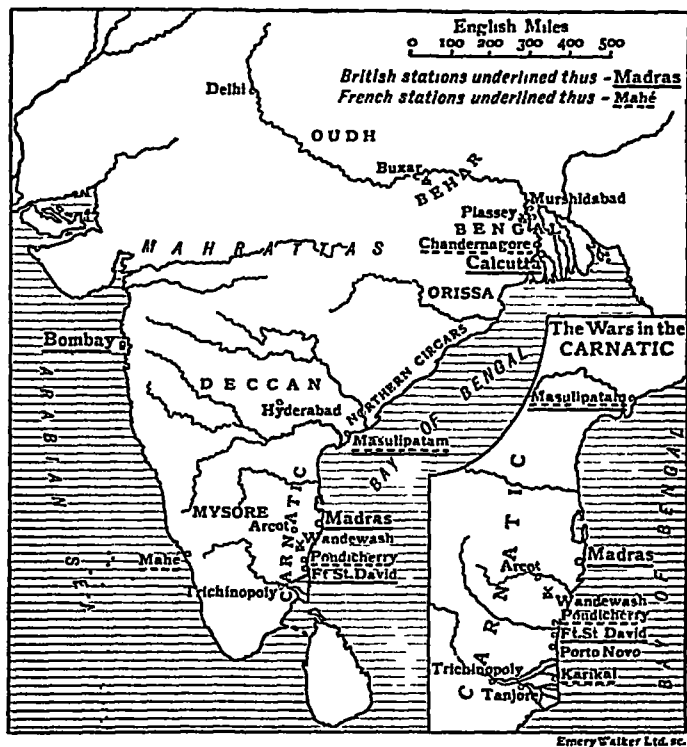 English Miles
0 100 200 300 400 500
British stations underlined thus - Madras
French stations underlined thus - Mahé
Delhi
OUDH
Buxar
BEHAR
Murshidabad
Plassey
BENGAL
Chandernagore
Calcutta
MAHRATTAS
ORISSA
Bombay
The Wars in the
CARNATIC
NORTHERN CIRCARS
DECCAN
Hyderabad
Masulipatam
BAY OF BENGAL
ARABIAN SEA
MYSORE
CARNATIC
Arcot
Madras
Wandewash
Mahé
Pondicherry
Ft St. David
Trichinopoly
Masulipatam
CARNATIC
BAY OF BENGAL
Madras
Arcot
Wandewash
Pondicherry
Ft. St David
Porto Novo
Trichinopoly
Karikal
Tanjore
Emery Walker Ltd. sc.